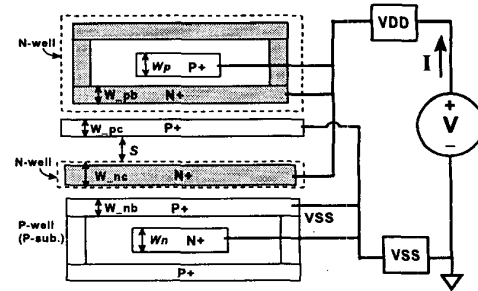 N-well
Wp P+
W_pb N+
W_pc P+
S
N-well
W_nc N+
W_nb P+
VSS
P-well
(P-sub.)
Wn N+
P+
VDD
I
+
V
−
VSS